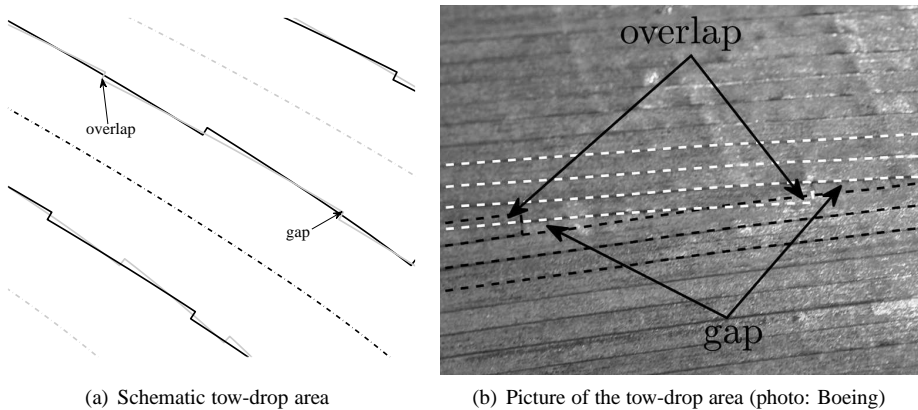 overlap
gap
overlap
gap
(a) Schematic tow-drop area
(b) Picture of the tow-drop area (photo: Boeing)